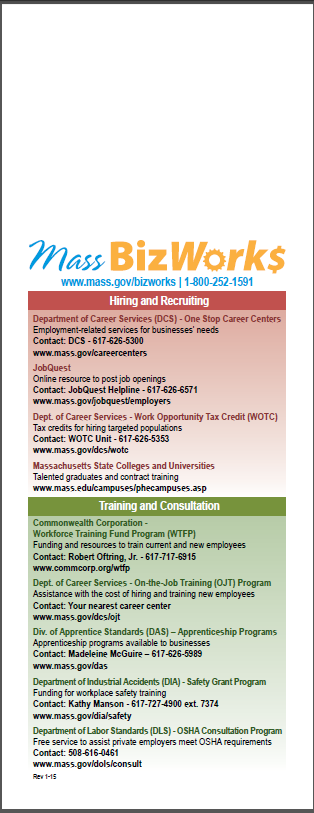 Mass BizWorks
www.mass.gov/bizworks | 1-800-252-1591
Hiring and Recruiting
Department of Career Services (DCS) - One Stop Career Centers
Employment-related services for businesses' needs
Contact: DCS - 617-626-5300
www.mass.gov/careercenters
JobQuest
Online resource to post job openings
Contact: JobQuest Helpline - 617-626-6571
www.mass.gov/jobquest/employers
Dept. of Career Services - Work Opportunity Tax Credit (WOTC)
Tax credits for hiring targeted populations
Contact: WOTC Unit - 617-626-5353
www.mass.gov/dcs/wotc
Massachusetts State Colleges and Universities
Talented graduates and contract training
www.mass.edu/campuses/phecampuses.asp
Training and Consultation
Commonwealth Corporation -
Workforce Training Fund Program (WTFP)
Funding and resources to train current and new employees
Contact: Robert Oftring, Jr. - 617-717-6915
www.commcorp.org/wtfp
Dept. of Career Services - On-the-Job Training (OJT) Program
Assistance with the cost of hiring and training new employees
Contact: Your nearest career center
www.mass.gov/dcs/ojt
Div. of Apprentice Standards (DAS) – Apprenticeship Programs
Apprenticeship programs available to businesses
Contact: Madeleine McGuire – 617-626-5989
www.mass.gov/das
Department of Industrial Accidents (DIA) - Safety Grant Program
Funding for workplace safety training
Contact: Kathy Manson - 617-727-4900 ext. 7374
www.mass.gov/dia/safety
Department of Labor Standards (DLS) - OSHA Consultation Program
Free service to assist private employers meet OSHA requirements
Contact: 508-616-0461
www.mass.gov/dols/consult
Rev 1-15